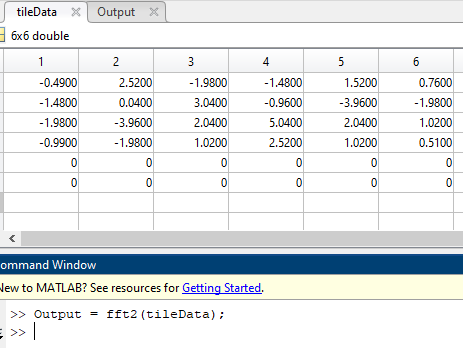 tileData Output
6x6 double
1 2 3 4 5 6
-0.4900 2.5200 -1.9800 -1.4800 1.5200 0.7600
-1.4800 0.0400 3.0400 -0.9600 -3.9600 -1.9800
-1.9800 -3.9600 2.0400 5.0400 2.0400 1.0200
-0.9900 -1.9800 1.0200 2.5200 1.0200 0.5100
0 0 0 0 0 0
0 0 0 0 0 0
ommand Window
New to MATLAB? See resources for Getting Started.
>> Output = fft2(tileData);
>>